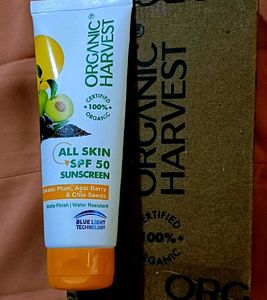 ORGANIC
HARVEST
CERTIFIED
100%
ORGANIC
ALL SKIN
SPF 50
SUNSCREEN
Kakadu Plum, Acai Berry
& Chia Seeds
Matte Finish | Water Resistant
BLUE LIGHT
TECHNOLOGY
ORGANIC
HARVEST
CERTIFIED
100%
ORGANIC
ORGANIC